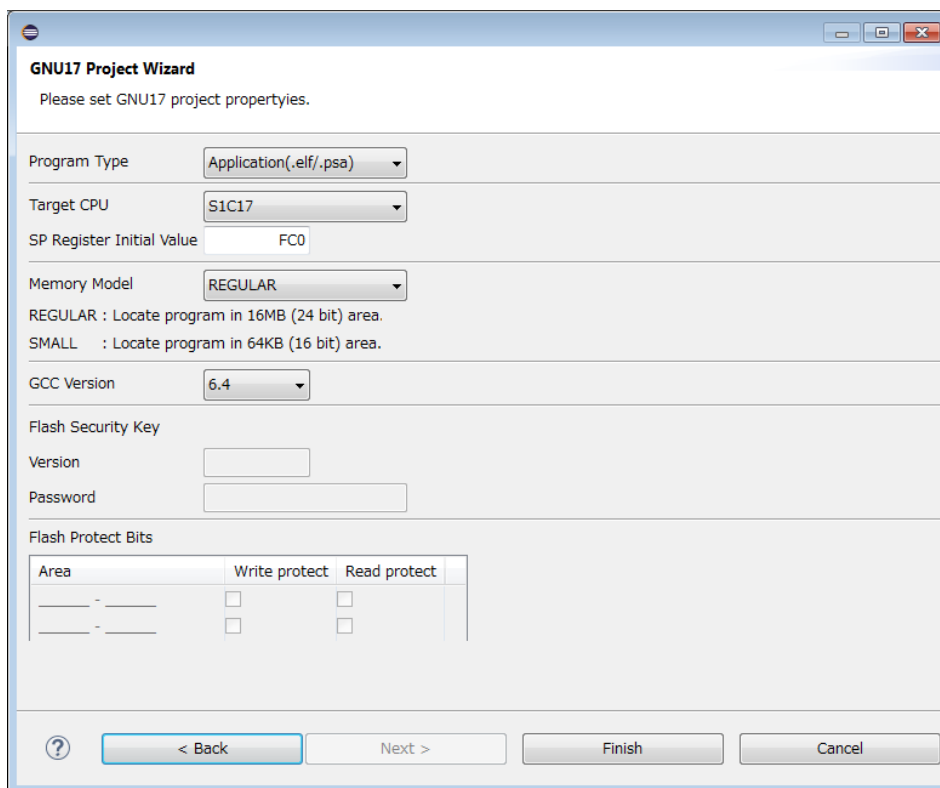 GNU17 Project Wizard
Please set GNU17 project propertyies.
Program Type Application(.elf/.psa)
Target CPU S1C17
SP Register Initial Value FC0
Memory Model REGULAR
REGULAR : Locate program in 16MB (24 bit) area.
SMALL : Locate program in 64KB (16 bit) area.
GCC Version 6.4
Flash Security Key
Version
Password
Flash Protect Bits
Area Write protect Read protect
______ - ______
______ - ______
? < Back Next > Finish Cancel